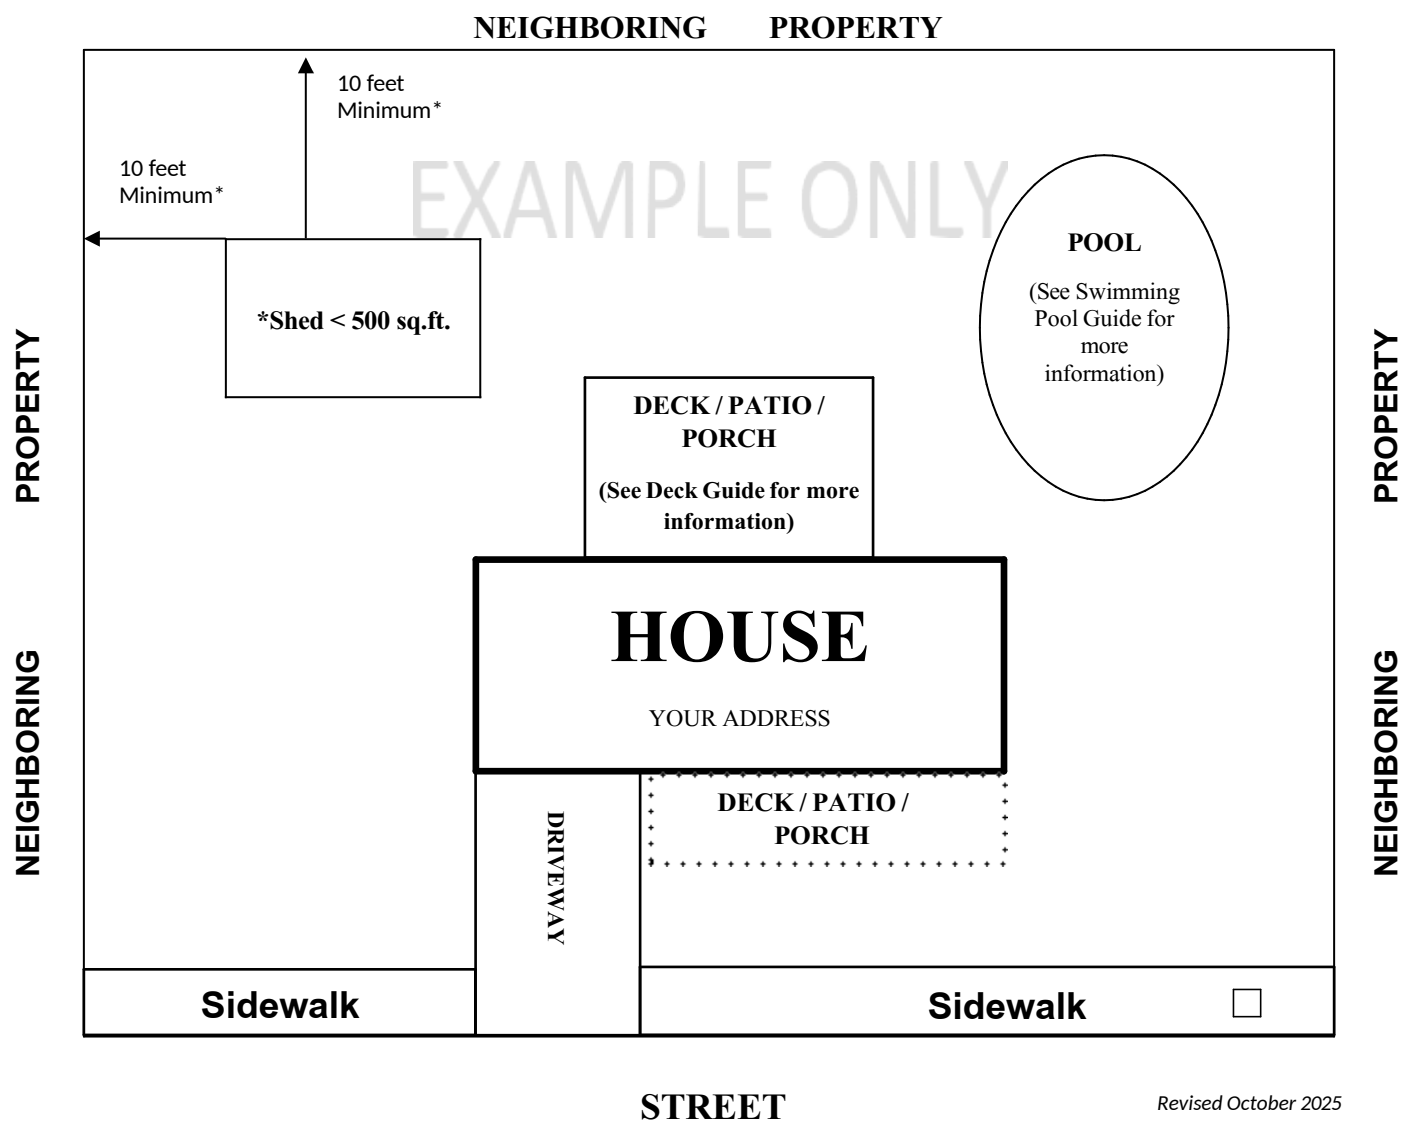 NEIGHBORING PROPERTY
10 feet
Minimum*
10 feet
Minimum*
EXAMPLE ONLY
POOL
(See Swimming
Pool Guide for
more
information)
*Shed < 500 sq.ft.
DECK / PATIO /
PORCH
(See Deck Guide for more
information)
NEIGHBORING PROPERTY
NEIGHBORING PROPERTY
HOUSE
YOUR ADDRESS
DECK / PATIO /
PORCH
DRIVEWAY
Sidewalk
Sidewalk
STREET
Revised October 2025